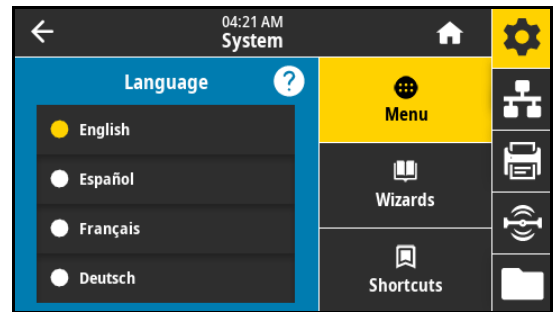 04:21 AM
System
Language
?
English
Español
Français
Deutsch
Menu
Wizards
Shortcuts